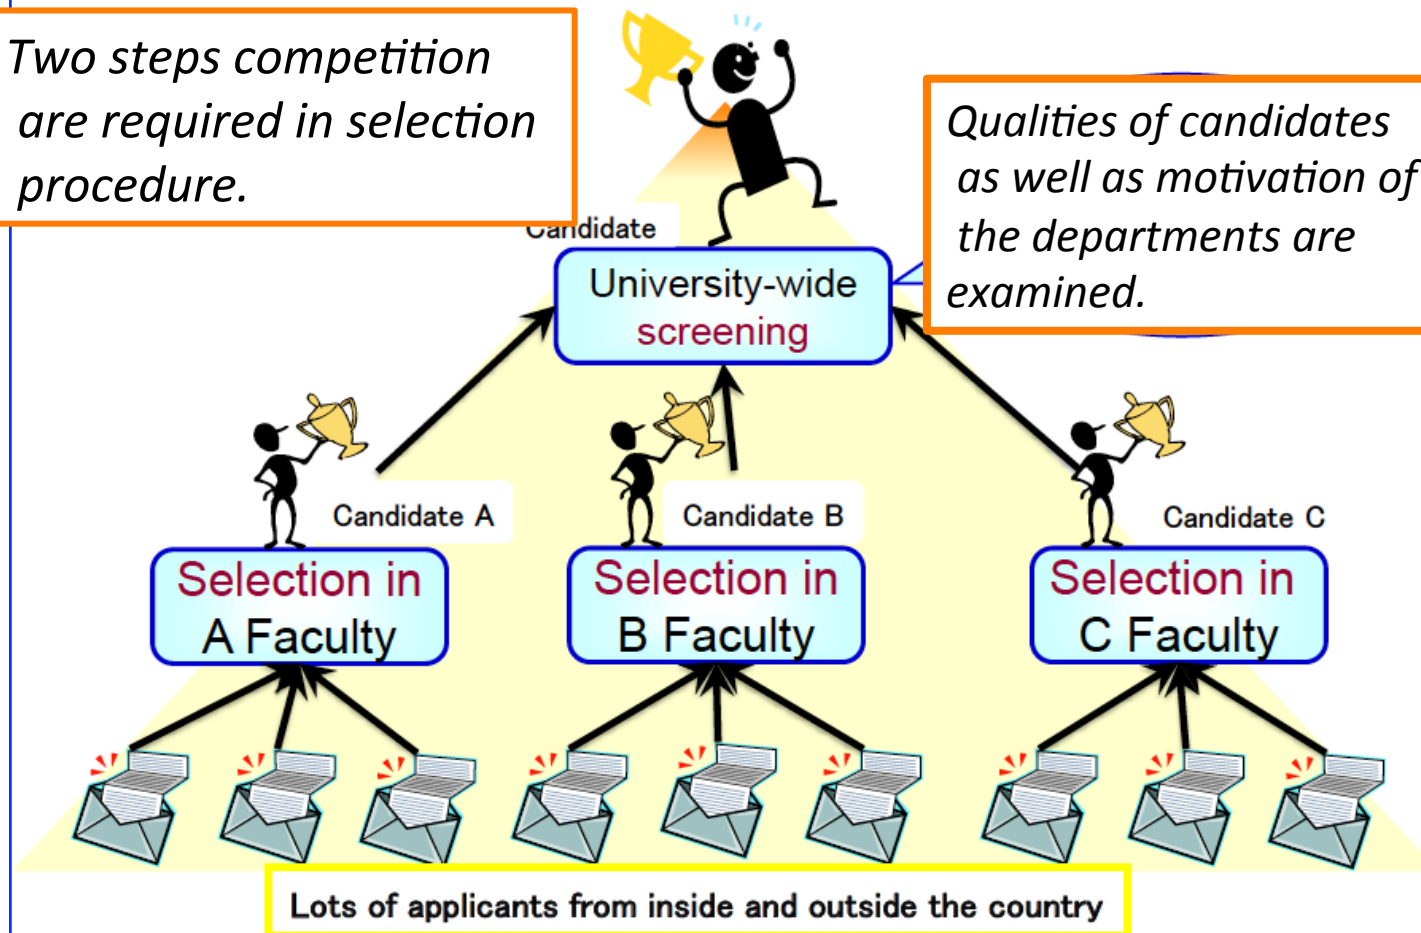 Two steps competition
are required in selection
procedure.
Qualities of candidates
as well as motivation of
the departments are
examined.
Candidate
University-wide
screening
Candidate A
Candidate B
Candidate C
Selection in
A Faculty
Selection in
B Faculty
Selection in
C Faculty
Lots of applicants from inside and outside the country